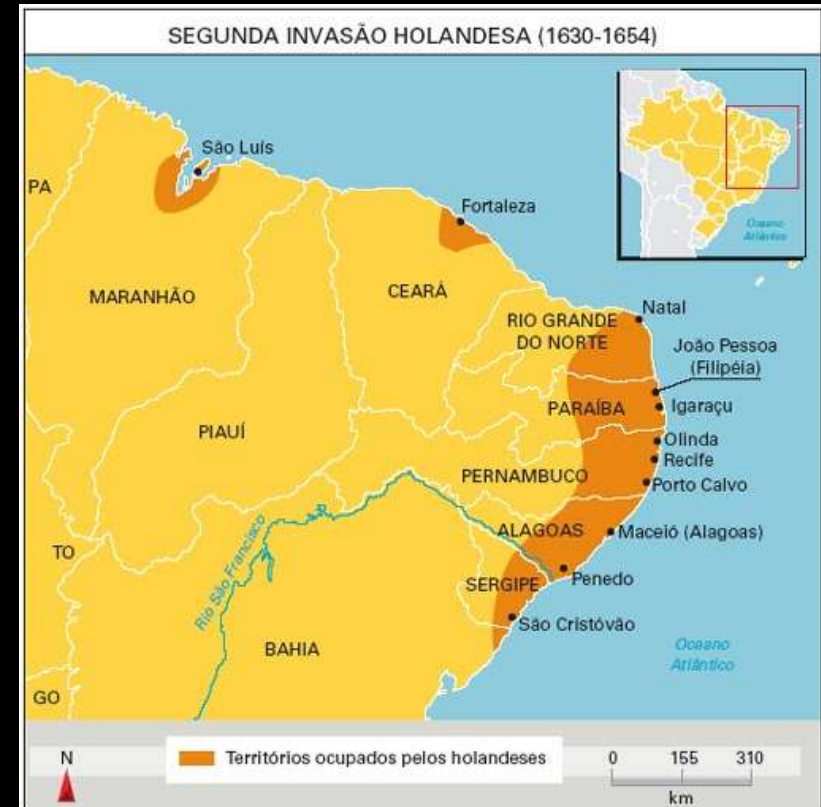 SEGUNDA INVASÃO HOLANDESA (1630-1654)
Oceano
Atlântico
São Luís
PA
Fortaleza
MARANHÃO
CEARÁ
Natal
RIO GRANDE
DO NORTE
João Pessoa
(Filipéia)
PARAÍBA
Igaraçu
PIAUÍ
Olinda
Recife
PERNAMBUCO
Porto Calvo
Rio São Francisco
ALAGOAS
Maceió (Alagoas)
TO
SERGIPE
Penedo
São Cristóvão
BAHIA
Oceano
Atlântico
GO
N
Territórios ocupados pelos holandeses
0 155 310
km